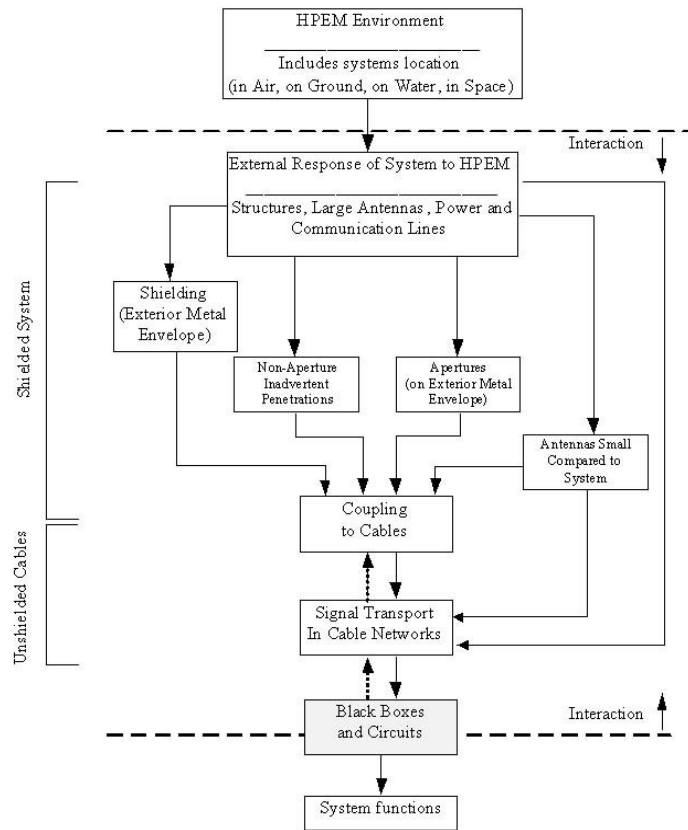 HPEM Environment
Includes systems location
(in Air, on Ground, on Water, in Space)
Interaction
External Response of System to HPEM
Structures, Large Antennas , Power and
Communication Lines
Shielding
(Exterior Metal
Envelope)
Non-Aperture
Inadvertent
Penetrations
Apertures
(on Exterior Metal
Envelope)
Antennas Small
Compared to
System
Shielded System
Coupling
to Cables
Unshielded Cables
Signal Transport
In Cable Networks
Black Boxes
and Circuits
Interaction
System functions